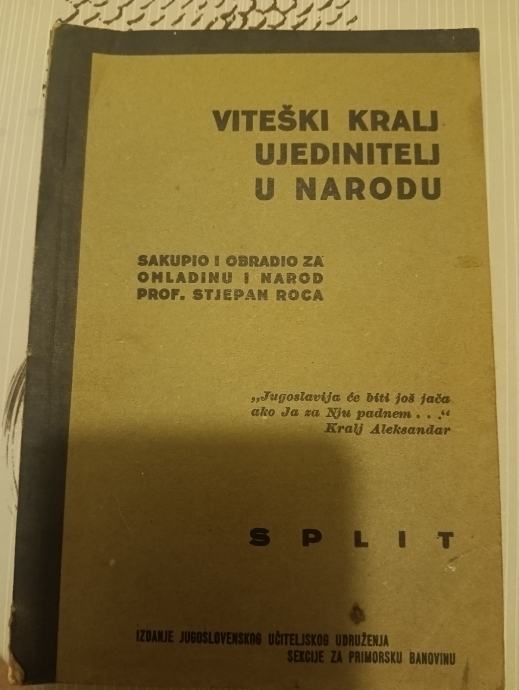 VITEŠKI KRALJ
UJEDINITELJ
U NARODU
SAKUPIO I OBRADIO ZA
OMLADINU I NAROD
PROF. STJEPAN ROCA
„Jugoslavija će biti još jača
ako Ja za Nju padnem . . .“
Kralj Aleksandar
SPLIT
IZDANJE JUGOSLOVENSKOG UČITELJSKOG UDRUŽENJA
SEKCIJE ZA PRIMORSKU BANOVINU